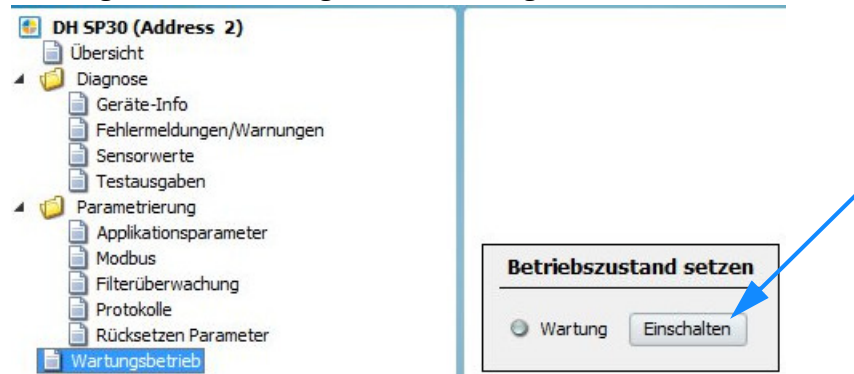 DH SP30 (Address 2)
Übersicht
Diagnose
Geräte-Info
Fehlermeldungen/Warnungen
Sensorwerte
Testausgaben
Parametrierung
Applikationsparameter
Modbus
Filterüberwachung
Protokolle
Rücksetzen Parameter
Wartungsbetrieb
Betriebszustand setzen
Wartung Einschalten